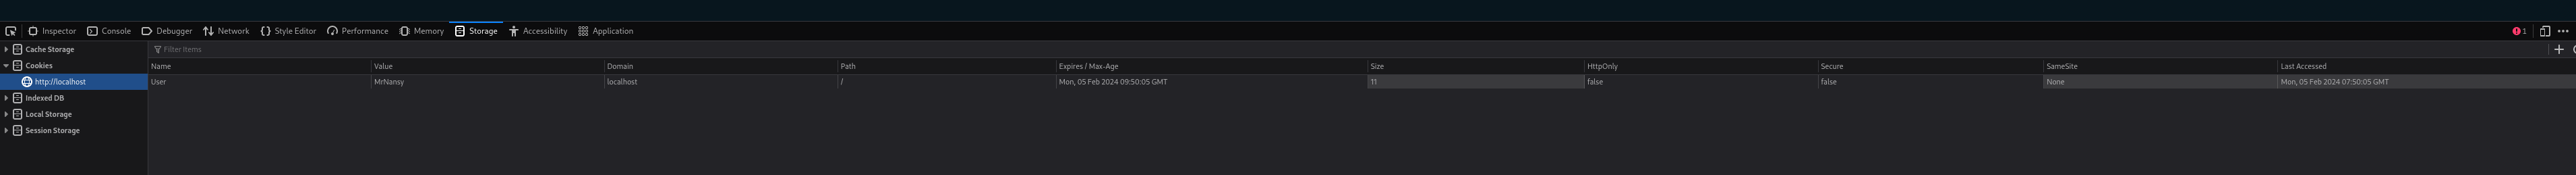 Inspector Console Debugger Network Style Editor Performance Memory Storage Accessibility Application 1
Cache Storage Filter Items
Cookies Name Value Domain Path Expires / Max-Age Size HttpOnly Secure SameSite Last Accessed
http://localhost User MrNansy localhost / Mon, 05 Feb 2024 09:50:05 GMT 11 false false None Mon, 05 Feb 2024 07:50:05 GMT
Indexed DB
Local Storage
Session Storage